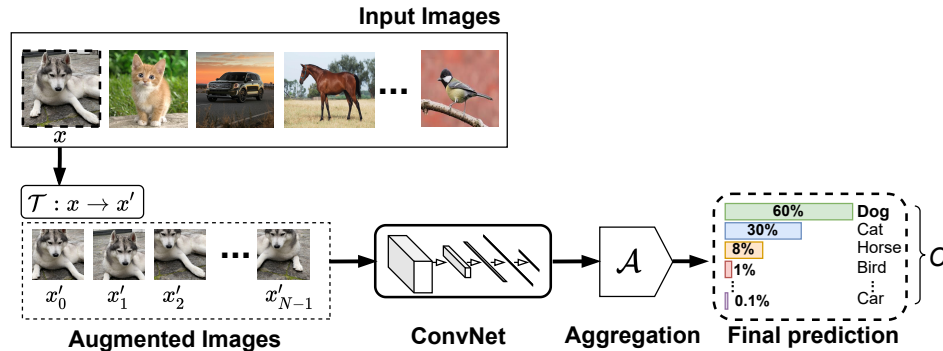 Input Images
...
x
𝒯 : x → x′
x′₀ x′₁ x′₂ ... x′_{N−1}
Augmented Images
ConvNet
𝒜
Aggregation
60% Dog
30% Cat
8% Horse
1% Bird
⋮ ⋮
0.1% Car
C
Final prediction